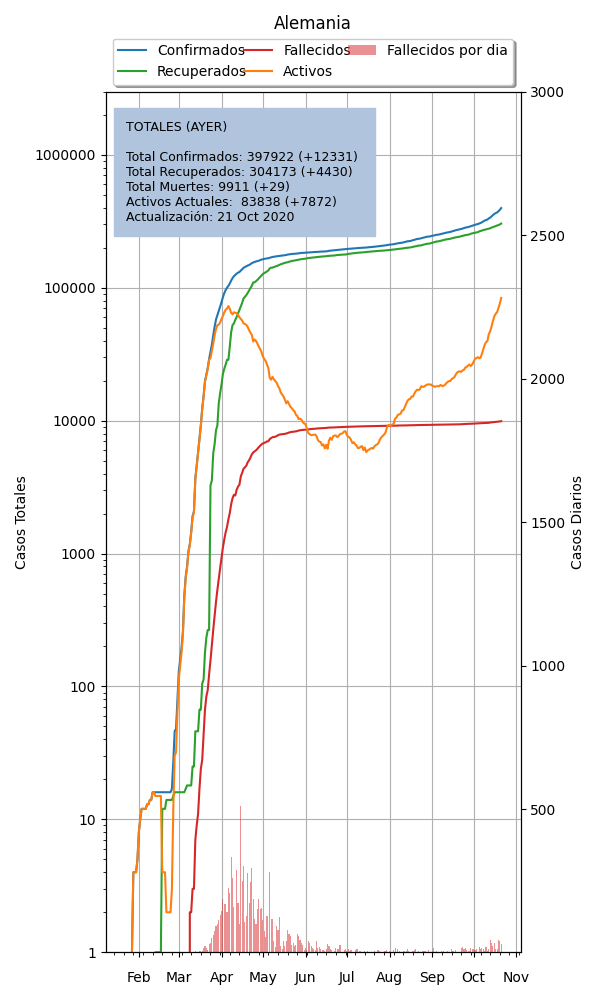 Alemania
Confirmados Fallecidos Fallecidos por dia
Recuperados Activos
TOTALES (AYER)
Total Confirmados: 397922 (+12331)
Total Recuperados: 304173 (+4430)
Total Muertes: 9911 (+29)
Activos Actuales:  83838 (+7872)
Actualización: 21 Oct 2020
Casos Totales
1000000
100000
10000
1000
100
10
1
3000
2500
2000
1500
1000
500
Casos Diarios
Feb Mar Apr May Jun Jul Aug Sep Oct Nov